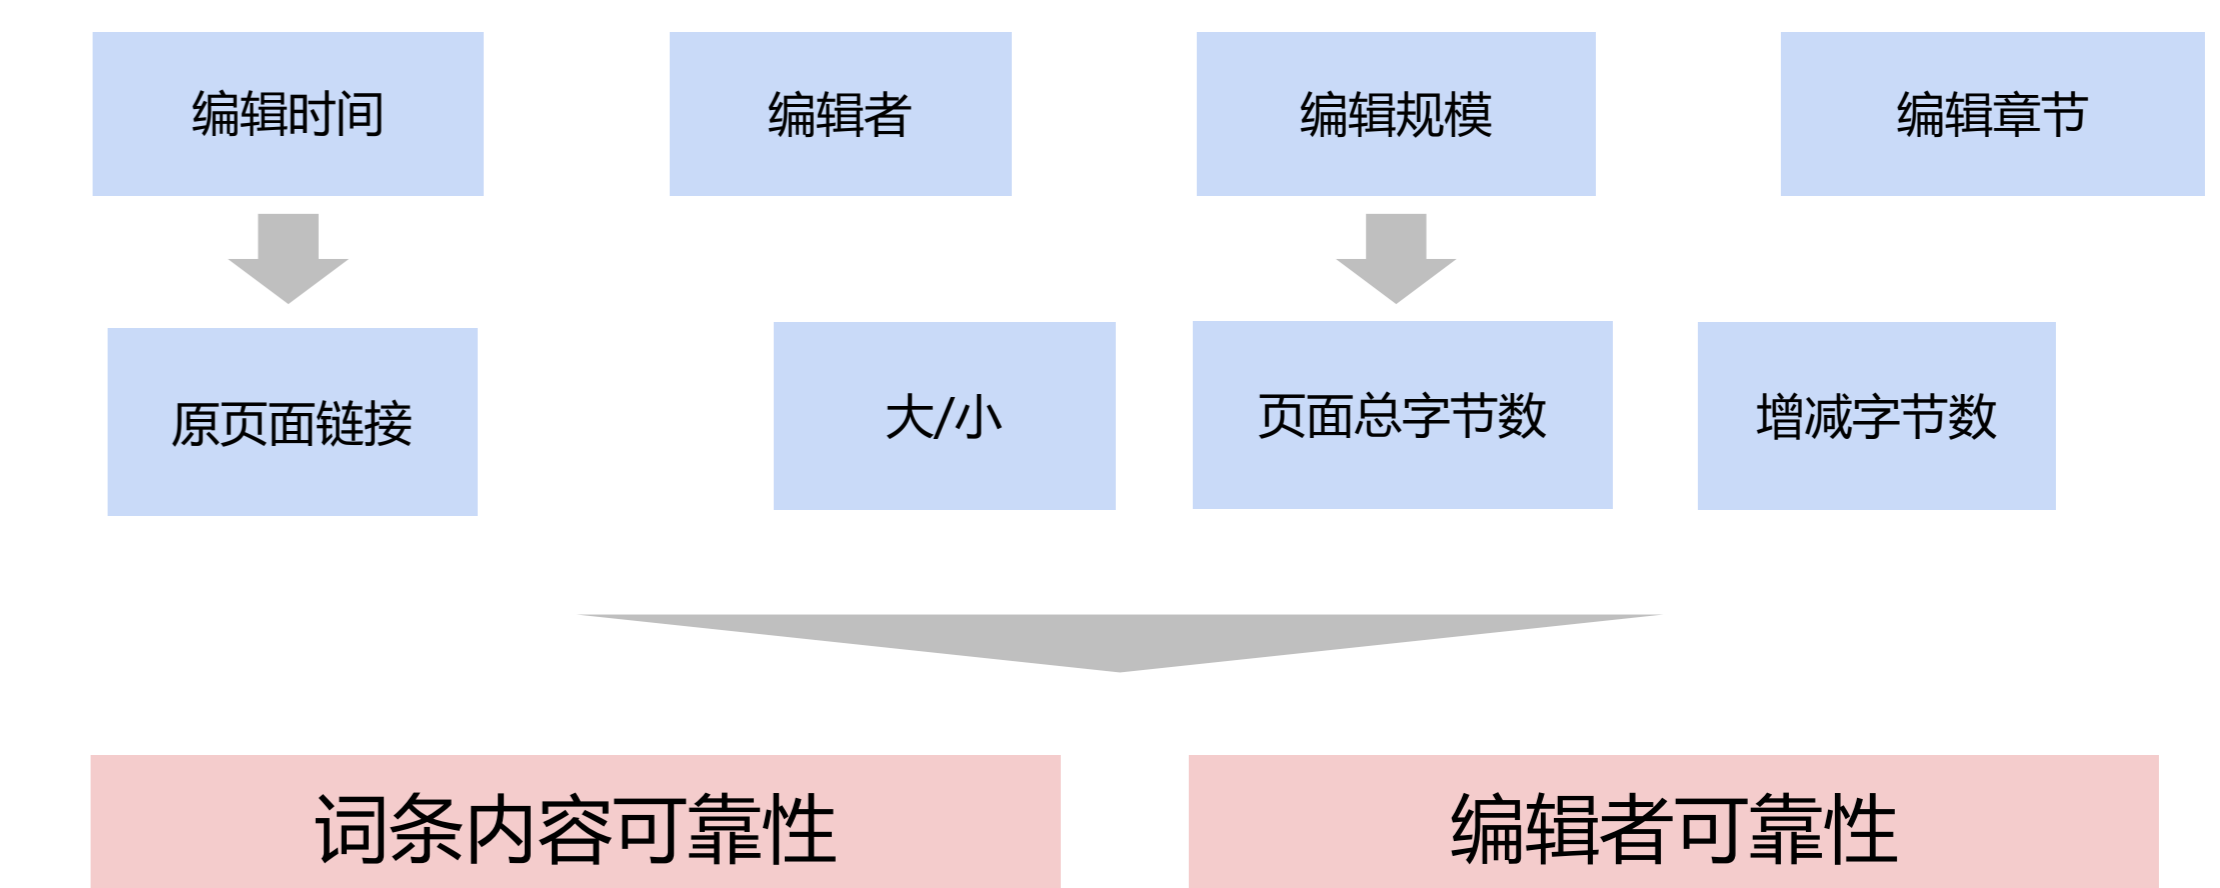 编辑时间
编辑者
编辑规模
编辑章节
原页面链接
大/小
页面总字节数
增减字节数
词条内容可靠性
编辑者可靠性